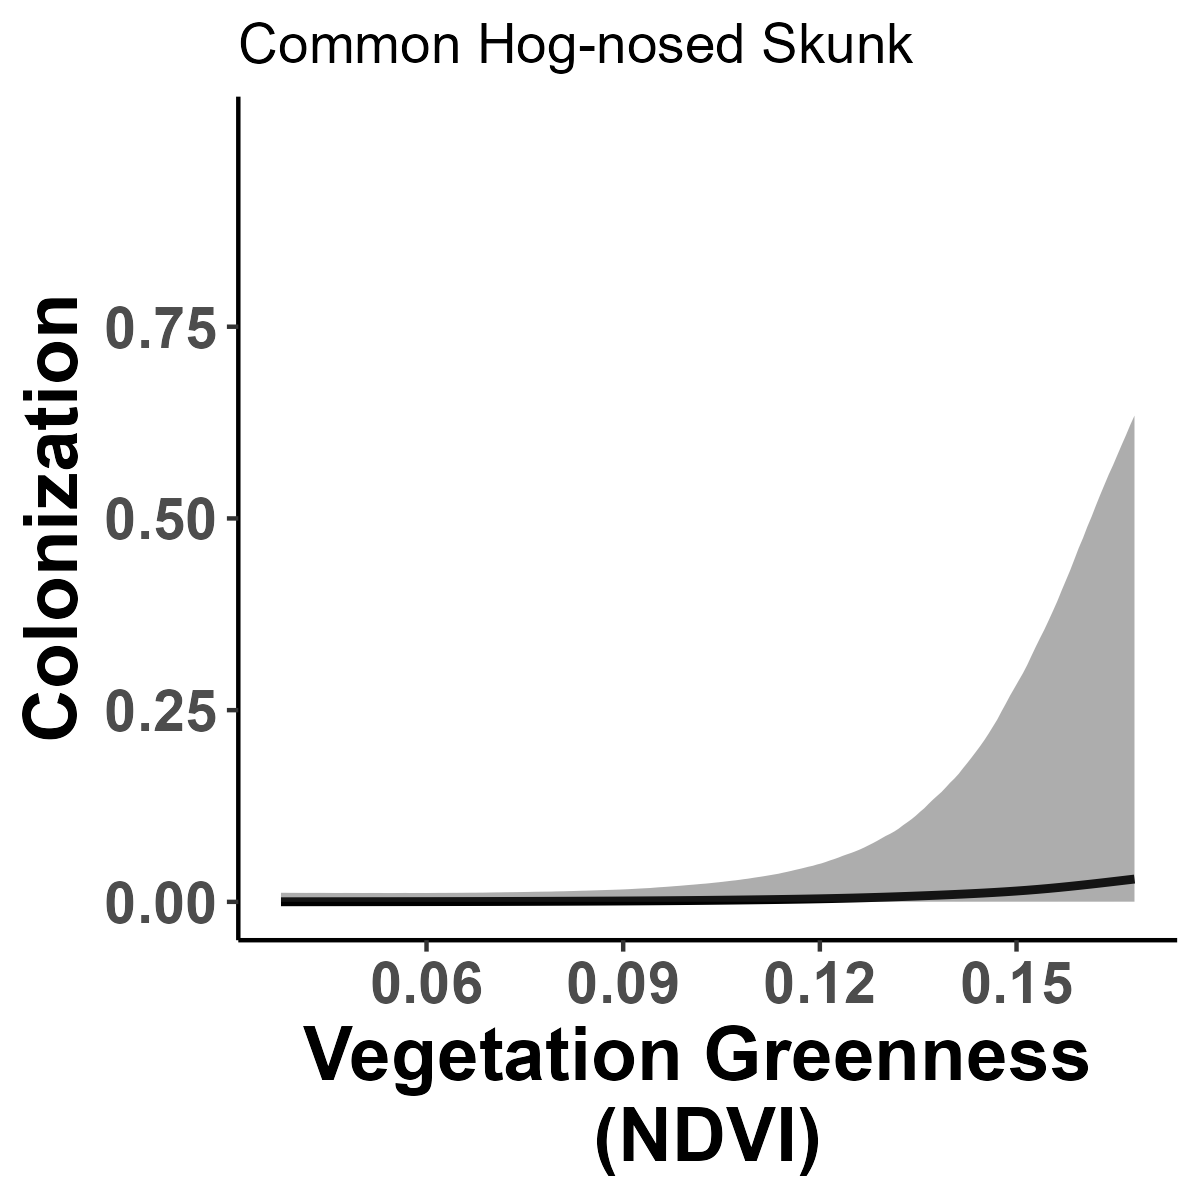 Common Hog-nosed Skunk
Colonization
0.75
0.50
0.25
0.00
0.06 0.09 0.12 0.15
Vegetation Greenness
(NDVI)